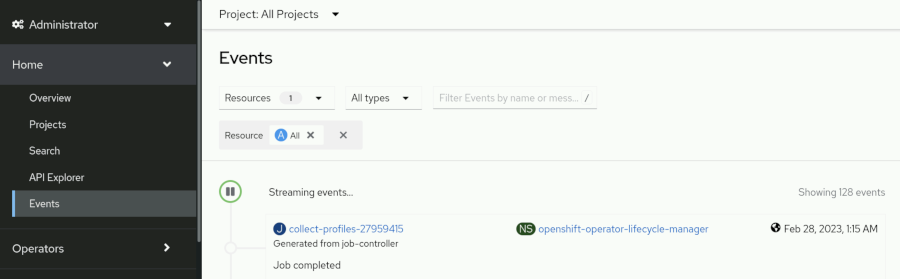 Administrator
Home
Overview
Projects
Search
API Explorer
Events
Operators
Project: All Projects
Events
Resources 1
All types
Filter Events by name or mess... /
Resource A All
Streaming events...
Showing 128 events
J collect-profiles-27959415
NS openshift-operator-lifecycle-manager
Feb 28, 2023, 1:15 AM
Generated from job-controller
Job completed